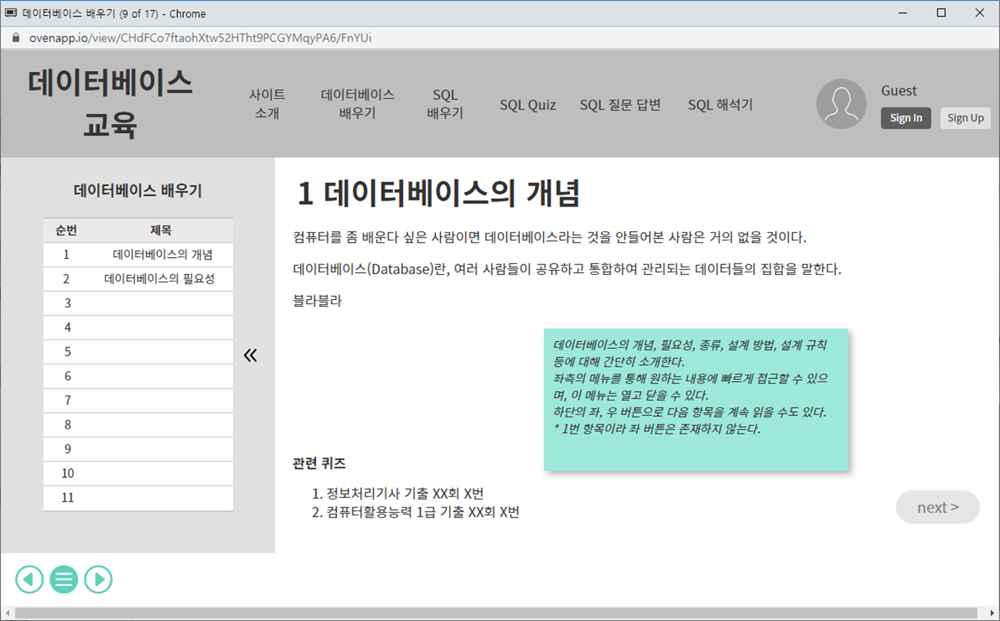 데이터베이스 배우기 (9 of 17) - Chrome
ovenapp.io/view/CHdFCo7ftaohXtw52HTht9PCGYMqyPA6/FnYUi
데이터베이스
교육
사이트
소개
데이터베이스
배우기
SQL
배우기
SQL Quiz
SQL 질문 답변
SQL 해석기
Guest
Sign In
Sign Up
데이터베이스 배우기
순번 제목
1 데이터베이스의 개념
2 데이터베이스의 필요성
3
4
5
6
7
8
9
10
11
1 데이터베이스의 개념
컴퓨터를 좀 배운다 싶은 사람이면 데이터베이스라는 것을 안들어본 사람은 거의 없을 것이다.
데이터베이스(Database)란, 여러 사람들이 공유하고 통합하여 관리되는 데이터들의 집합을 말한다.
블라블라
데이터베이스의 개념, 필요성, 종류, 설계 방법, 설계 규칙
등에 대해 간단히 소개한다.
좌측의 메뉴를 통해 원하는 내용에 빠르게 접근할 수 있으
며, 이 메뉴는 열고 닫을 수 있다.
하단의 좌, 우 버튼으로 다음 항목을 계속 읽을 수도 있다.
* 1번 항목이라 좌 버튼은 존재하지 않는다.
관련 퀴즈
1. 정보처리기사 기출 XX회 X번
2. 컴퓨터활용능력 1급 기출 XX회 X번
next >